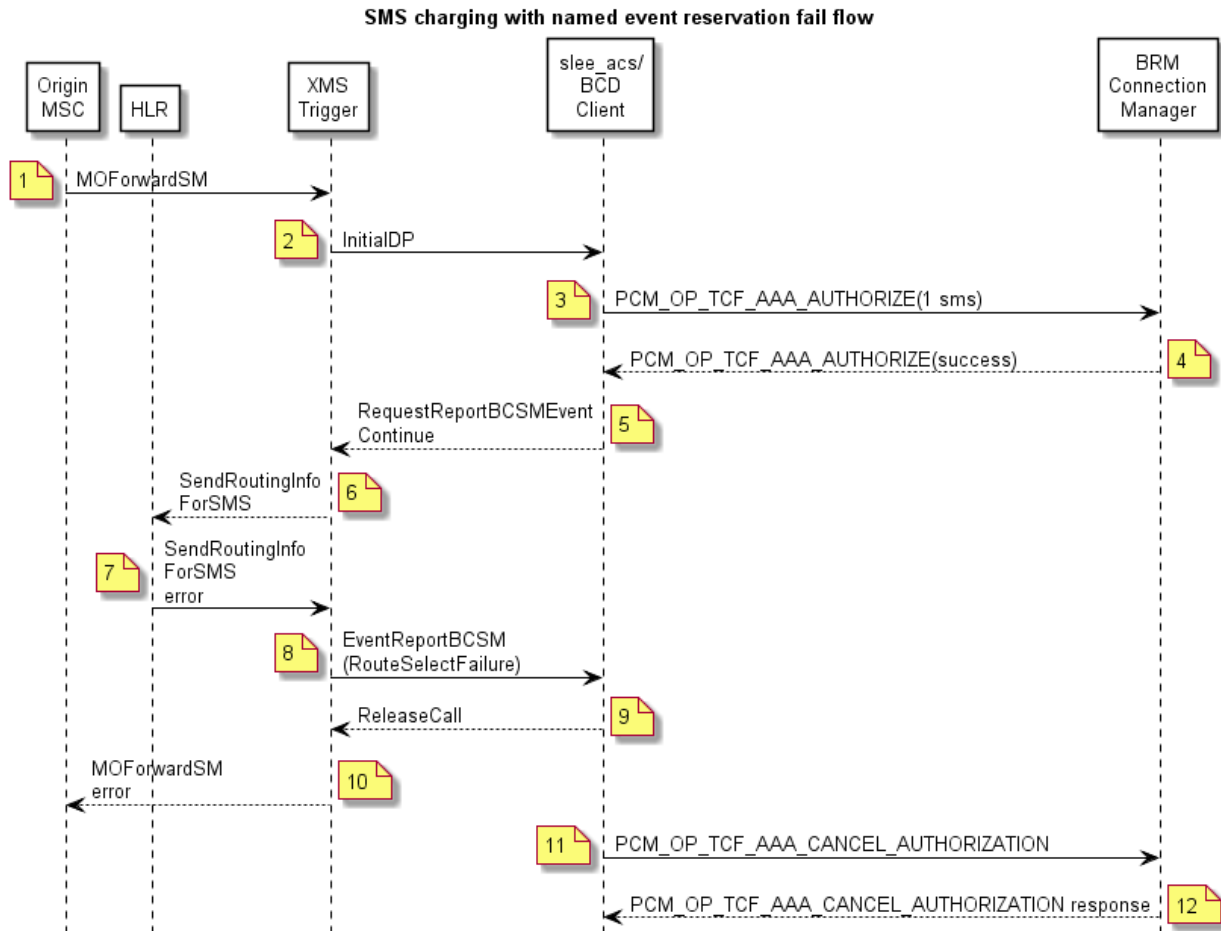 SMS charging with named event reservation fail flow
Origin
MSC
HLR
XMS
Trigger
slee_acs/
BCD
Client
BRM
Connection
Manager
1
MOForwardSM
2
InitialDP
3
PCM_OP_TCF_AAA_AUTHORIZE(1 sms)
PCM_OP_TCF_AAA_AUTHORIZE(success)
4
RequestReportBCSMEvent
Continue
5
SendRoutingInfo
ForSMS
6
7
SendRoutingInfo
ForSMS
error
8
EventReportBCSM
(RouteSelectFailure)
ReleaseCall
9
MOForwardSM
error
10
11
PCM_OP_TCF_AAA_CANCEL_AUTHORIZATION
PCM_OP_TCF_AAA_CANCEL_AUTHORIZATION response
12